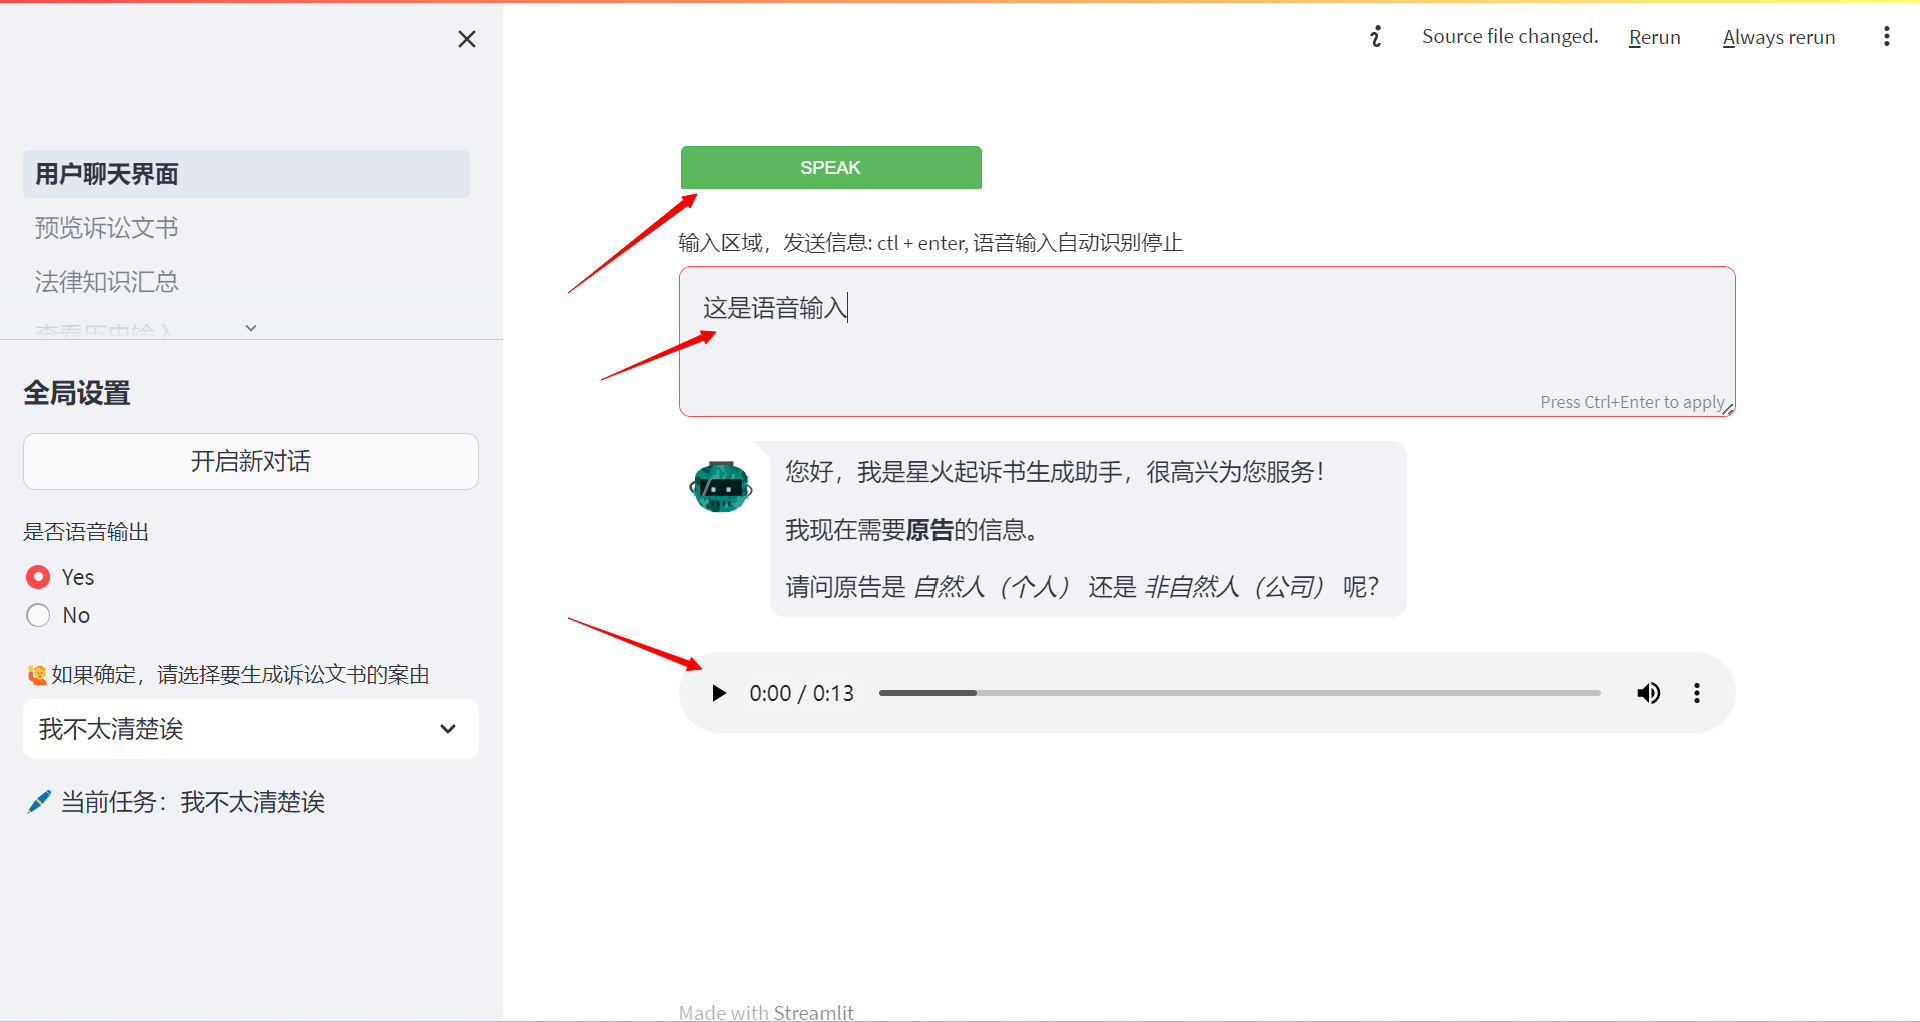 Source file changed. Rerun Always rerun
用户聊天界面
预览诉讼文书
法律知识汇总
查看历史输入
全局设置
开启新对话
是否语音输出
Yes
No
🙋如果确定，请选择要生成诉讼文书的案由
我不太清楚诶
🖊️ 当前任务：我不太清楚诶
SPEAK
输入区域，发送信息: ctl + enter, 语音输入自动识别停止
这是语音输入
Press Ctrl+Enter to apply
您好，我是星火起诉书生成助手，很高兴为您服务！
我现在需要原告的信息。
请问原告是 自然人（个人） 还是 非自然人（公司） 呢？
0:00 / 0:13
Made with Streamlit